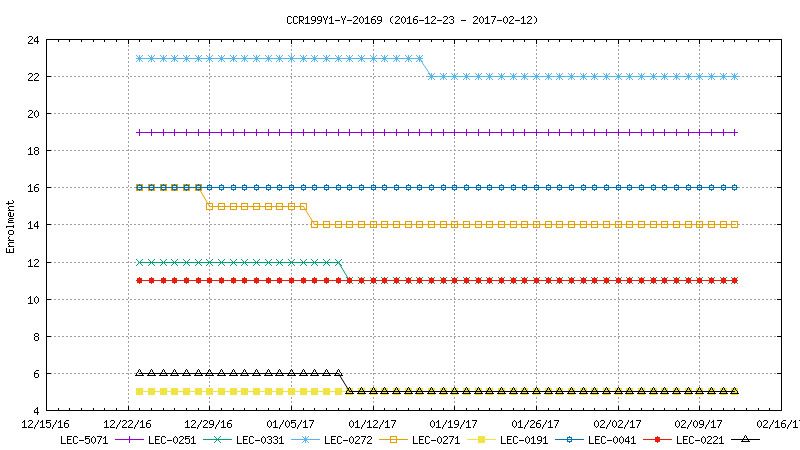 CCR199Y1-Y-20169 (2016-12-23 - 2017-02-12)
24
22
20
18
16
14
12
10
8
6
4
Enrolment
12/15/16 12/22/16 12/29/16 01/05/17 01/12/17 01/19/17 01/26/17 02/02/17 02/09/17 02/16/17
LEC-5071 LEC-0251 LEC-0331 LEC-0272 LEC-0271 LEC-0191 LEC-0041 LEC-0221